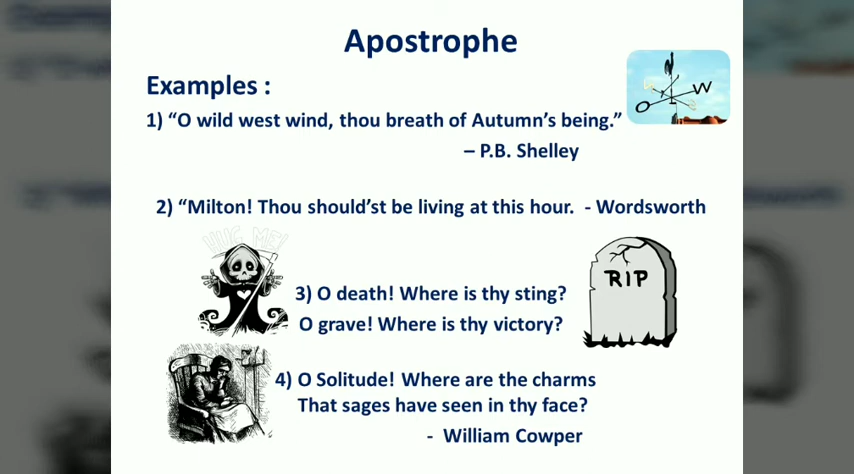 Apostrophe
Examples :
1) “O wild west wind, thou breath of Autumn’s being.”
– P.B. Shelley
2) “Milton! Thou should’st be living at this hour. - Wordsworth
HUG ME!
3) O death! Where is thy sting?
O grave! Where is thy victory?
RIP
4) O Solitude! Where are the charms
That sages have seen in thy face?
- William Cowper
W
O